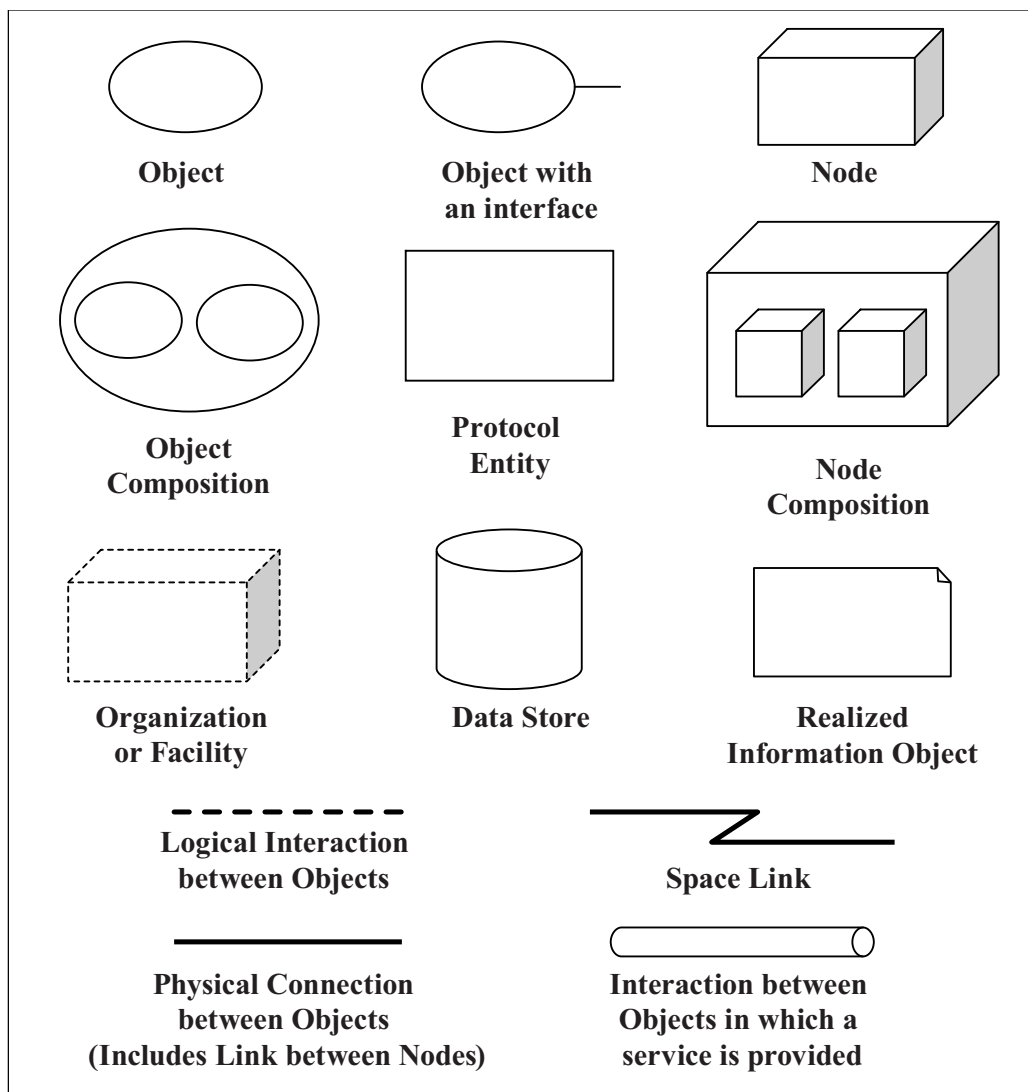 Object
Object with
an interface
Node
Object
Composition
Protocol
Entity
Node
Composition
Organization
or Facility
Data Store
Realized
Information Object
Logical Interaction
between Objects
Space Link
Physical Connection
between Objects
(Includes Link between Nodes)
Interaction between
Objects in which a
service is provided